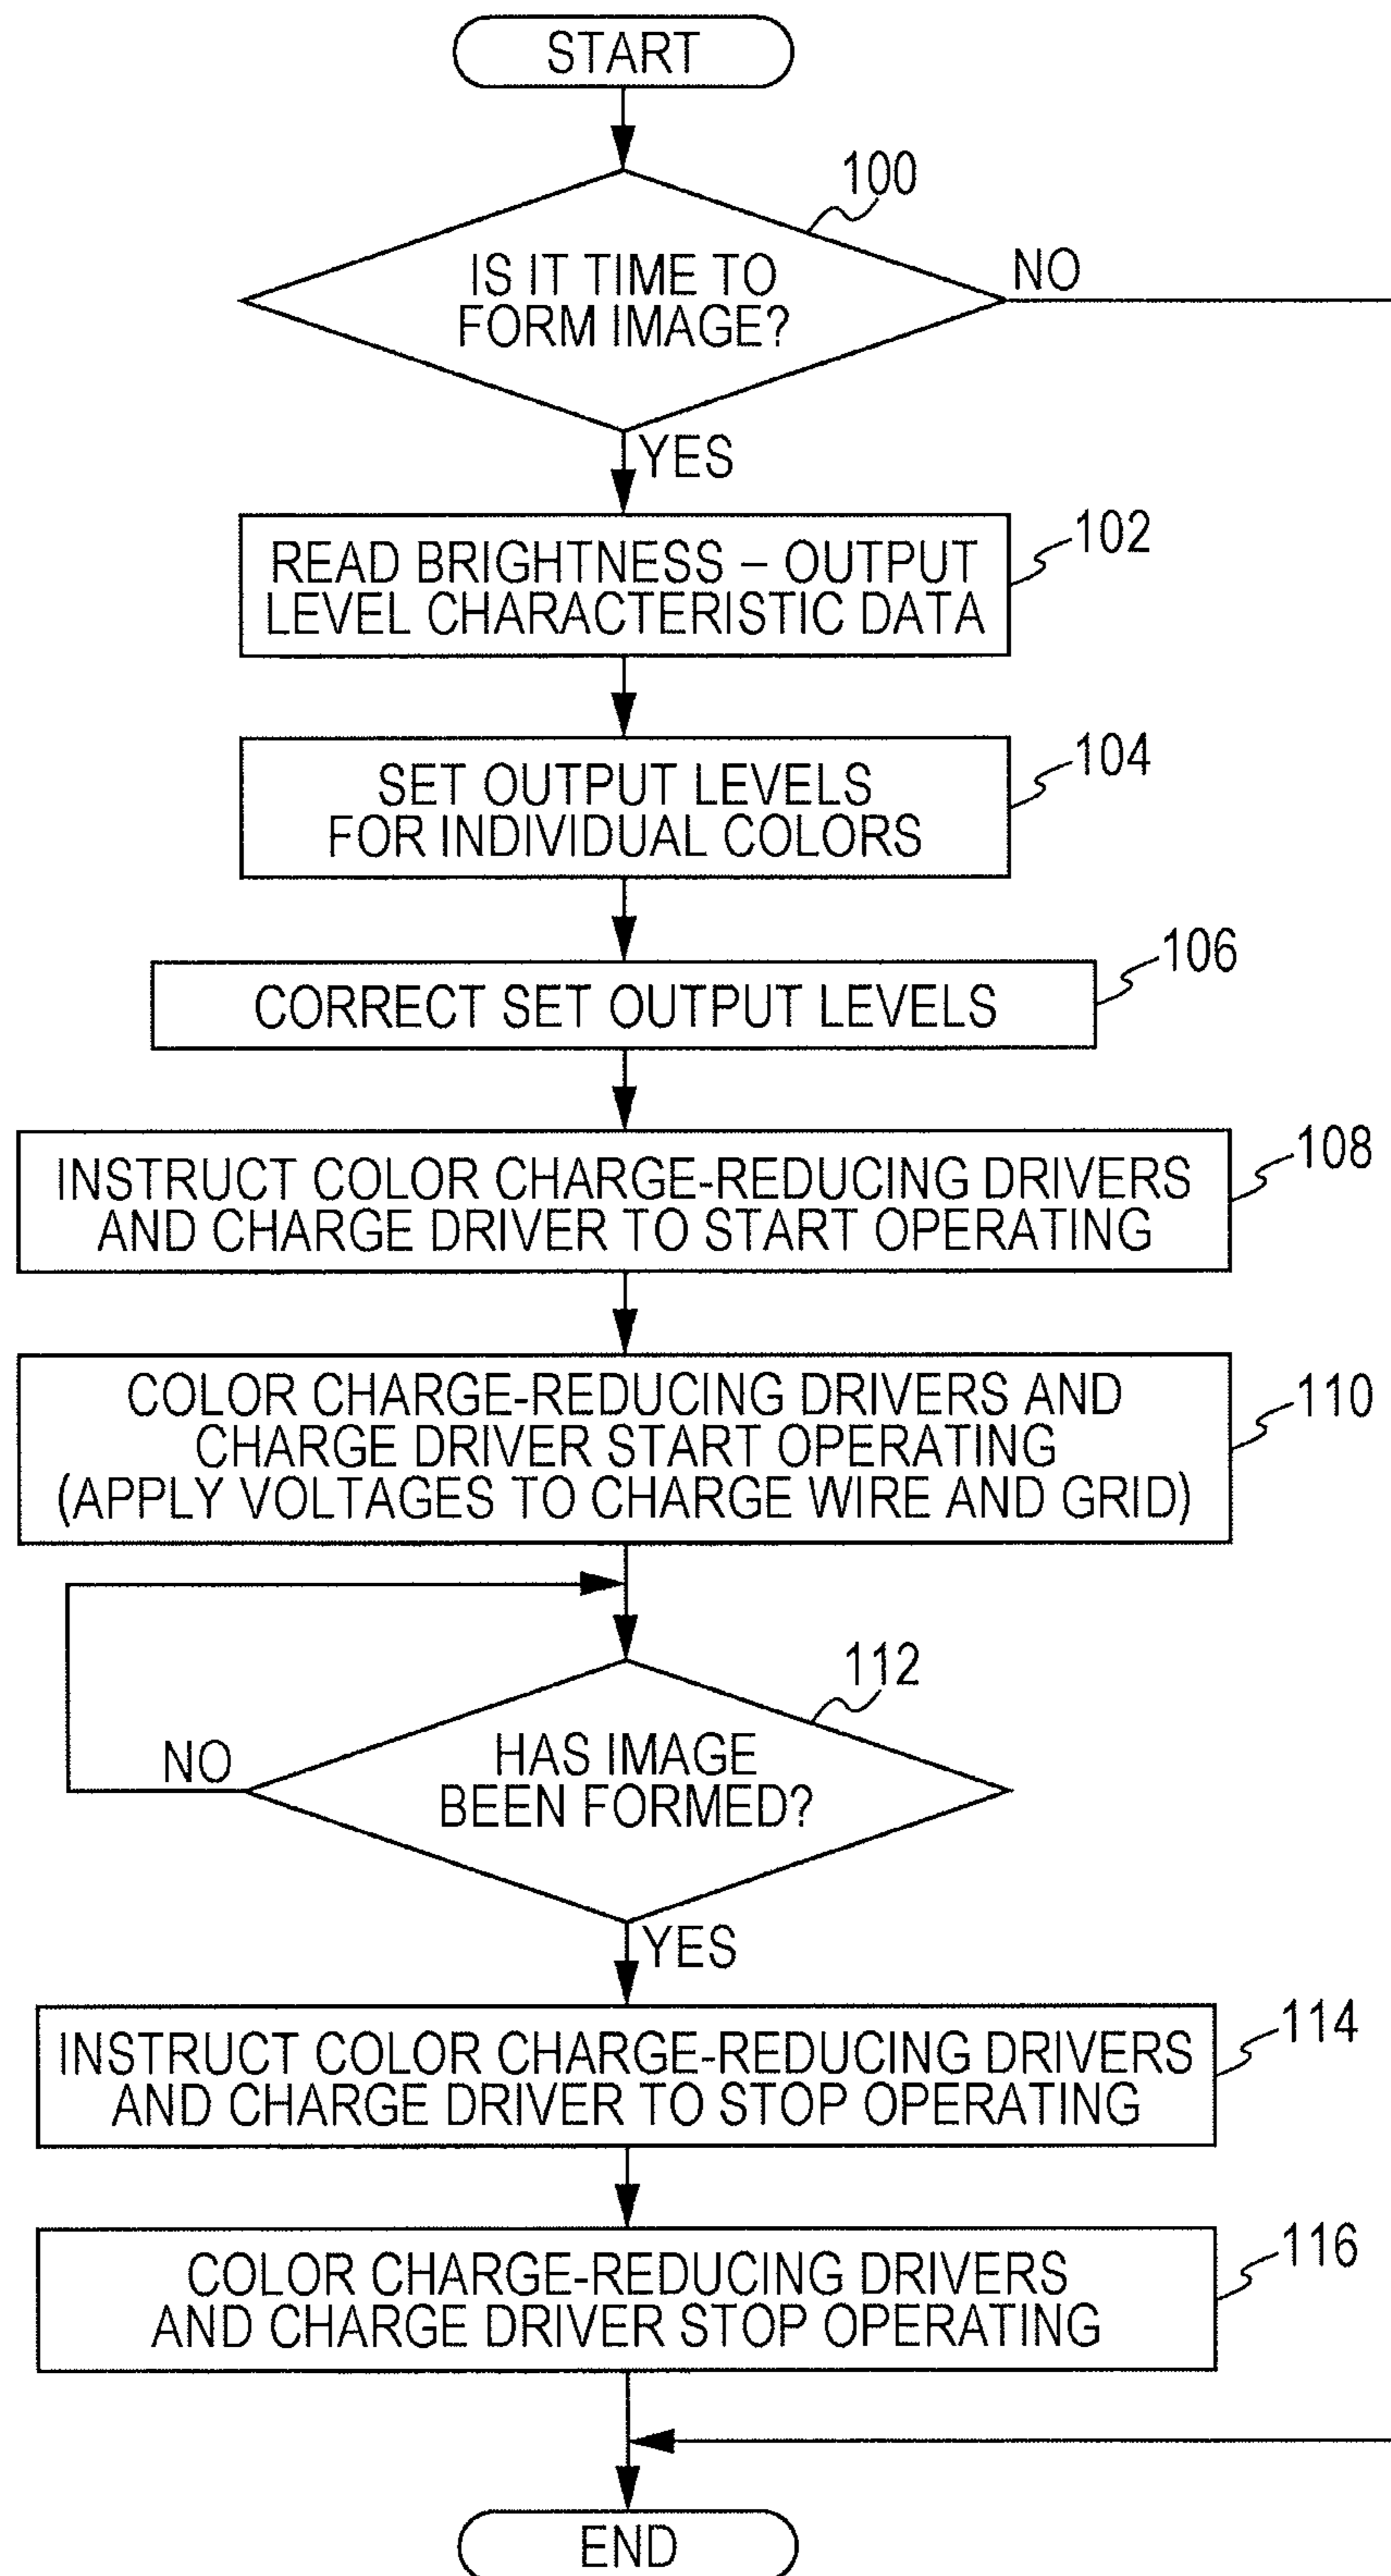 START
100
IS IT TIME TO
FORM IMAGE?
NO
YES
READ BRIGHTNESS – OUTPUT
LEVEL CHARACTERISTIC DATA
102
SET OUTPUT LEVELS
FOR INDIVIDUAL COLORS
104
CORRECT SET OUTPUT LEVELS
106
INSTRUCT COLOR CHARGE-REDUCING DRIVERS
AND CHARGE DRIVER TO START OPERATING
108
COLOR CHARGE-REDUCING DRIVERS AND
CHARGE DRIVER START OPERATING
(APPLY VOLTAGES TO CHARGE WIRE AND GRID)
110
112
HAS IMAGE
BEEN FORMED?
NO
YES
INSTRUCT COLOR CHARGE-REDUCING DRIVERS
AND CHARGE DRIVER TO STOP OPERATING
114
COLOR CHARGE-REDUCING DRIVERS
AND CHARGE DRIVER STOP OPERATING
116
END